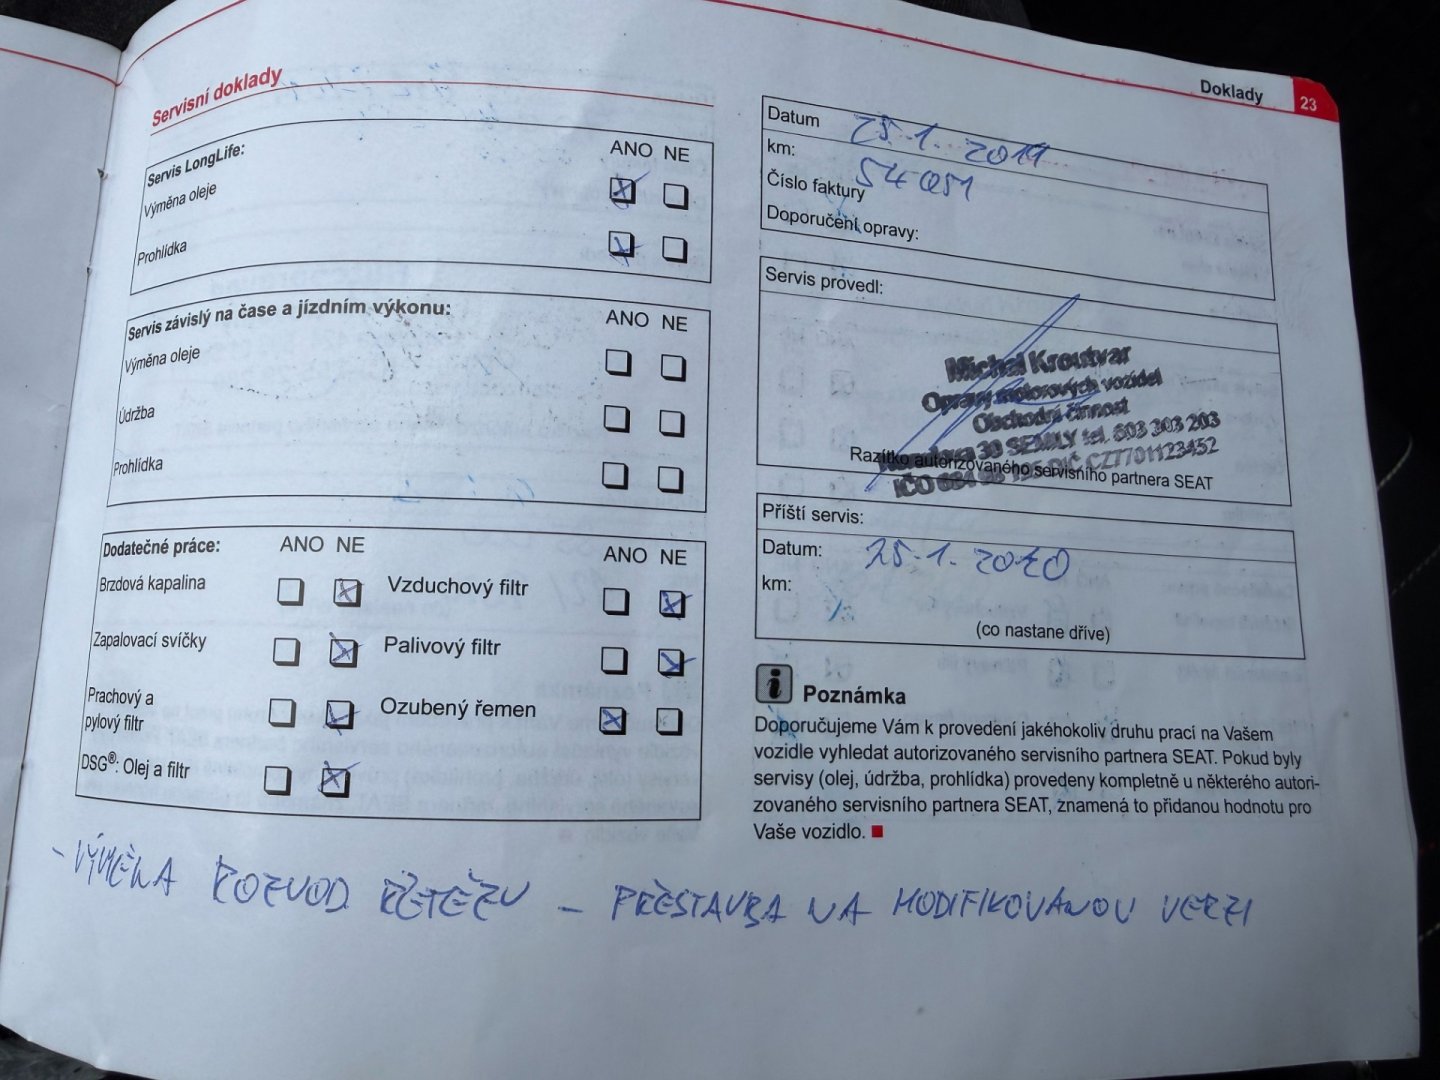 Doklady 23
Servisní doklady
Servis LongLife: ANO NE
Výměna oleje
Prohlídka
Servis závislý na čase a jízdním výkonu: ANO NE
Výměna oleje
Údržba
Prohlídka
Dodatečné práce: ANO NE ANO NE
Brzdová kapalina Vzduchový filtr
Zapalovací svíčky Palivový filtr
Prachový a
pylový filtr Ozubený řemen
DSG®: Olej a filtr
Datum 25.1.2019
km: 54051
Číslo faktury
Doporučení opravy:
Servis provedl:
Michal Kroutvar
Opravy motorových vozidel
Obchodní činnost
30 SEMILY tel. 603 303 203
IČO DIČ CZ7701123452
Razítko autorizovaného servisního partnera SEAT
Příští servis:
Datum: 25.1.2020
km:
(co nastane dříve)
Poznámka
Doporučujeme Vám k provedení jakéhokoliv druhu prací na Vašem
vozidle vyhledat autorizovaného servisního partnera SEAT. Pokud byly
servisy (olej, údržba, prohlídka) provedeny kompletně u některého autori-
zovaného servisního partnera SEAT, znamená to přidanou hodnotu pro
Vaše vozidlo.
- VÝMĚNA ROZVOD ŘETĚZU - PŘESTAVBA NA MODIFIKOVANOU VERZI